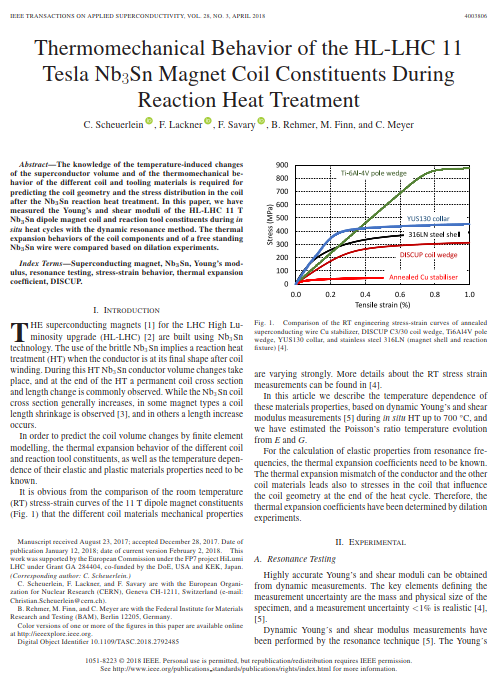 IEEE TRANSACTIONS ON APPLIED SUPERCONDUCTIVITY, VOL. 28, NO. 3, APRIL 2018
4003806
Thermomechanical Behavior of the HL-LHC 11
Tesla Nb3Sn Magnet Coil Constituents During
Reaction Heat Treatment
C. Scheuerlein, F. Lackner, F. Savary, B. Rehmer, M. Finn, and C. Meyer
Abstract—The knowledge of the temperature-induced changes
of the superconductor volume and of the thermomechanical be-
havior of the different coil and tooling materials is required for
predicting the coil geometry and the stress distribution in the coil
after the Nb3Sn reaction heat treatment. In this paper, we have
measured the Young's and shear moduli of the HL-LHC 11 T
Nb3Sn dipole magnet coil and reaction tool constituents during in
situ heat cycles with the dynamic resonance method. The thermal
expansion behaviors of the coil components and of a free standing
Nb3Sn wire were compared based on dilation experiments.
Index Terms—Superconducting magnet, Nb3Sn, Young's mod-
ulus, resonance testing, stress-strain behavior, thermal expansion
coefficient, DISCUP.
I. INTRODUCTION
THE superconducting magnets [1] for the LHC High Lu-
minosity upgrade (HL-LHC) [2] are built using Nb3Sn
technology. The use of the brittle Nb3Sn implies a reaction heat
treatment (HT) when the conductor is at its final shape after coil
winding. During this HT Nb3Sn conductor volume changes take
place, and at the end of the HT a permanent coil cross section
and length change is commonly observed. While the Nb3Sn coil
cross section generally increases, in some magnet types a coil
length shrinkage is observed [3], and in others a length increase
occurs.
In order to predict the coil volume changes by finite element
modelling, the thermal expansion behavior of the different coil
and reaction tool constituents, as well as the temperature depen-
dence of their elastic and plastic materials properties need to be
known.
It is obvious from the comparison of the room temperature
(RT) stress-strain curves of the 11 T dipole magnet constituents
(Fig. 1) that the different coil materials mechanical properties
Manuscript received August 23, 2017; accepted December 28, 2017. Date of
publication January 12, 2018; date of current version February 2, 2018. This
work was supported by the European Commission under the FP7 project HiLumi
LHC under Grant GA 284404, co-funded by the DoE, USA and KEK, Japan.
(Corresponding author: C. Scheuerlein.)
C. Scheuerlein, F. Lackner, and F. Savary are with the European Organi-
zation for Nuclear Research (CERN), Geneva CH-1211, Switzerland (e-mail:
Christian.Scheuerlein@cern.ch).
B. Rehmer, M. Finn, and C. Meyer are with the Federal Institute for Materials
Research and Testing (BAM), Berlin 12205, Germany.
Color versions of one or more of the figures in this paper are available online
at http://ieeexplore.ieee.org.
Digital Object Identifier 10.1109/TASC.2018.2792485
900
800
700
600
500
400
300
200
100
0
Stress (MPa)
Ti-6Al-4V pole wedge
YUS130 collar
316LN steel shell
DISCUP coil wedge
Annealed Cu stabiliser
0.0 0.2 0.4 0.6 0.8 1.0
Tensile strain (%)
Fig. 1. Comparison of the RT engineering stress-strain curves of annealed
superconducting wire Cu stabilizer, DISCUP C3/30 coil wedge, Ti6Al4V pole
wedge, YUS130 collar, and stainless steel 316LN (magnet shell and reaction
fixture) [4].
are varying strongly. More details about the RT stress strain
measurements can be found in [4].
In this article we describe the temperature dependence of
these materials properties, based on dynamic Young's and shear
modulus measurements [5] during in situ HT up to 700 °C, and
we have estimated the Poisson's ratio temperature evolution
from E and G.
For the calculation of elastic properties from resonance fre-
quencies, the thermal expansion coefficients need to be known.
The thermal expansion mismatch of the conductor and the other
coil materials leads also to stresses in the coil that influence
the coil geometry at the end of the heat cycle. Therefore, the
thermal expansion coefficients have been determined by dilation
experiments.
II. EXPERIMENTAL
A. Resonance Testing
Highly accurate Young's and shear moduli can be obtained
from dynamic measurements. The key elements defining the
measurement uncertainty are the mass and physical size of the
specimen, and a measurement uncertainty <1% is realistic [4],
[5].
Dynamic Young's and shear modulus measurements have
been performed by the resonance technique [5]. The Young's
1051-8223 © 2018 IEEE. Personal use is permitted, but republication/redistribution requires IEEE permission.
See http://www.ieee.org/publications_standards/publications/rights/index.html for more information.